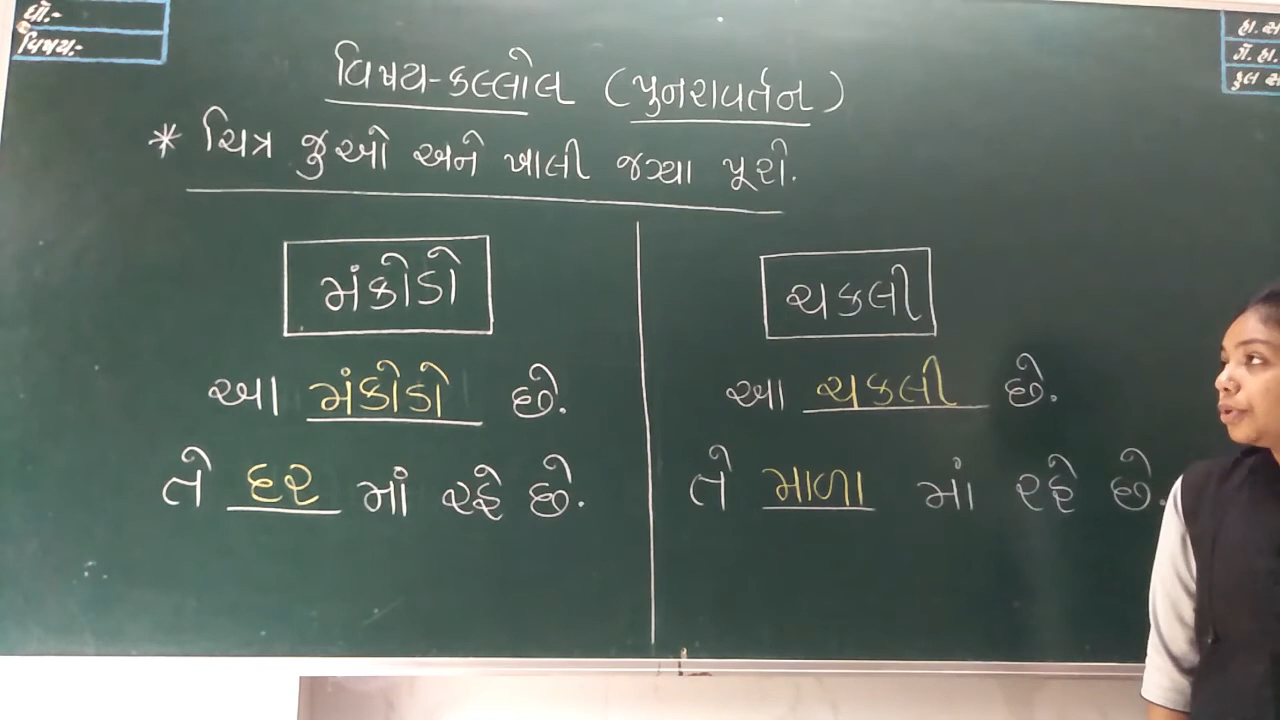 ધો.-
વિષય:-
વિષય-કલ્લોલ (પુનરાવર્તન)
* ચિત્ર જુઓ અને ખાલી જગ્યા પૂરો.
મંકોડો
આ મંકોડો છે.
તે દર માં રહે છે.
ચકલી
આ ચકલી છે.
તે માળા માં રહે છે.
હા.
ગે. હા.
કુલ